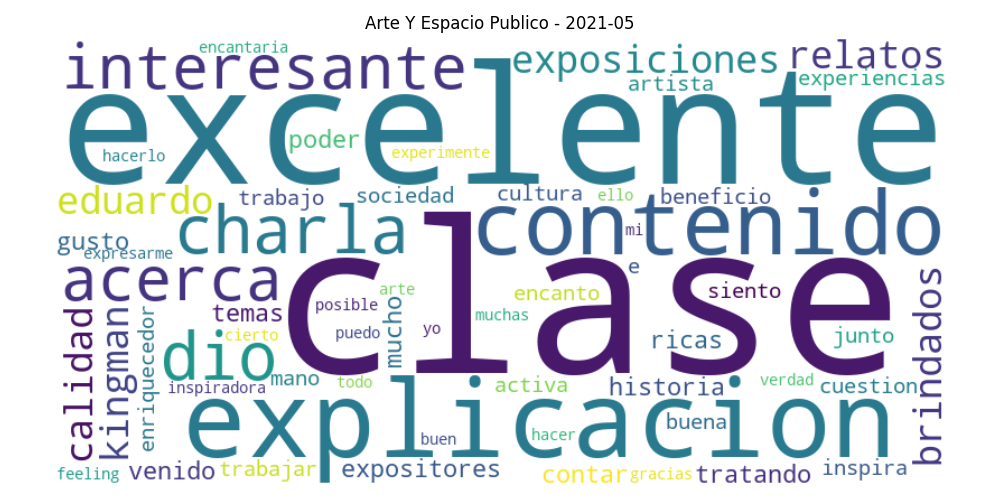 Arte Y Espacio Publico - 2021-05
encantaria
interesante
exposiciones
relatos
artista
experiencias
excelente
poder
hacerlo
experimente
eduardo
trabajo
sociedad
cultura
ello
beneficio
gusto
expresarme
charla
contenido
mi
e
acerca
clase
arte
posible
encanto
siento
temas
muchas
cierto
puedo
yo
mucho
ricas
junto
calidad
kingman
enriquecedor
brindados
dio
inspiradora
mano
todo
activa
historia
verdad
cuestion
explicacion
buen
hacer
buena
feeling
venido
trabajar
expositores
contar
gracias
tratando
inspira